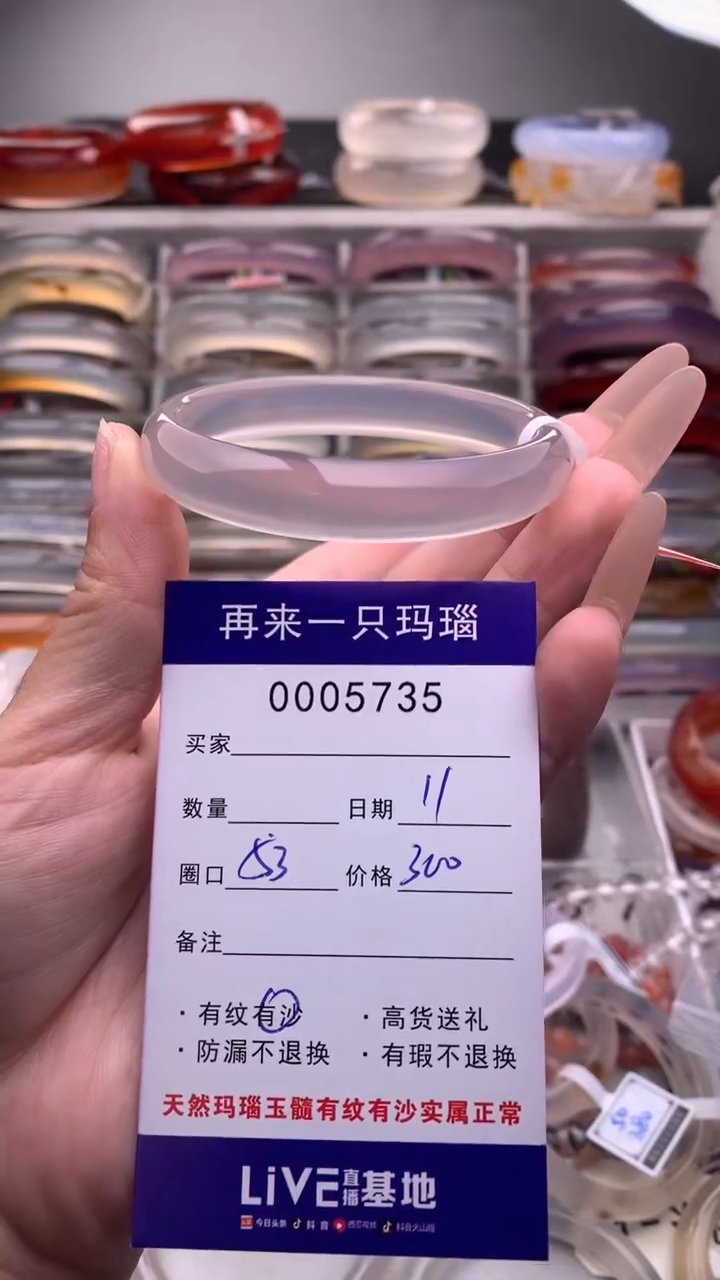 再来一只玛瑙
0005735
买家
数量 日期 11
圈口 53 价格 300
备注
· 有纹有沙 · 高货送礼
· 防漏不退换 · 有瑕不退换
天然玛瑙玉髓有纹有沙实属正常
LiVE直播基地
今日头条 抖音 西瓜视频 抖音火山版